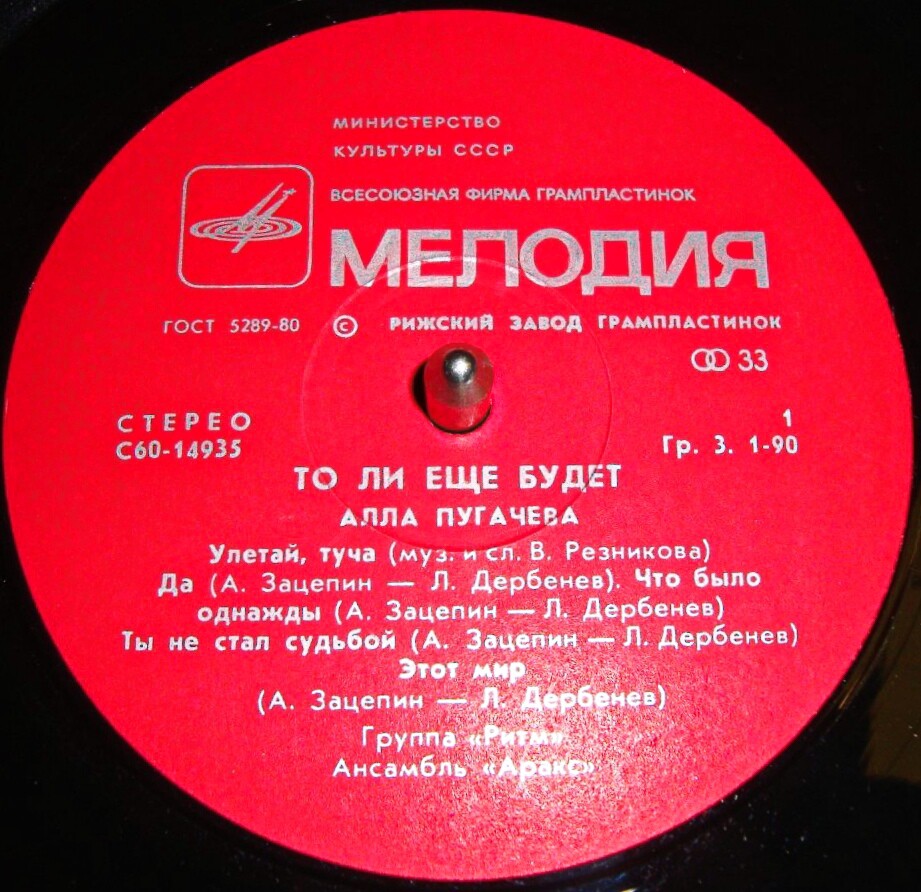 МИНИСТЕРСТВО
КУЛЬТУРЫ СССР
ВСЕСОЮЗНАЯ ФИРМА ГРАМПЛАСТИНОК
МЕЛОДИЯ
ГОСТ 5289-80 © РИЖСКИЙ ЗАВОД ГРАМПЛАСТИНОК
33
СТЕРЕО 1
С60-14935 Гр. 3. 1-90
ТО ЛИ ЕЩЕ БУДЕТ
АЛЛА ПУГАЧЕВА
Улетай, туча (муз. и сл. В. Резникова)
Да (А. Зацепин — Л. Дербенев). Что было
однажды (А. Зацепин — Л. Дербенев)
Ты не стал судьбой (А. Зацепин — Л. Дербенев)
Этот мир
(А. Зацепин — Л. Дербенев)
Группа «Ритм»
Ансамбль «Аракс»